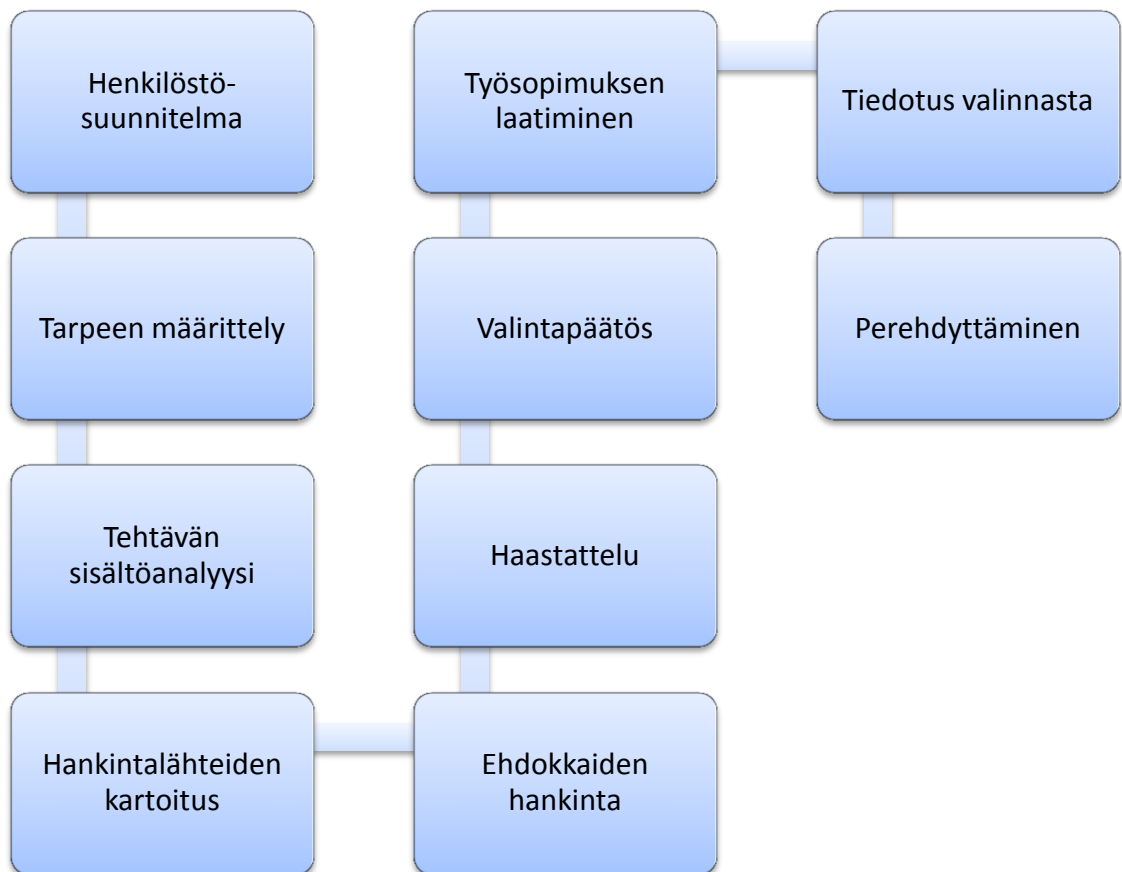 Henkilöstö-
suunnitelma
Tarpeen määrittely
Tehtävän
sisältöanalyysi
Hankintalähteiden
kartoitus
Ehdokkaiden
hankinta
Haastattelu
Valintapäätös
Työsopimuksen
laatiminen
Tiedotus valinnasta
Perehdyttäminen